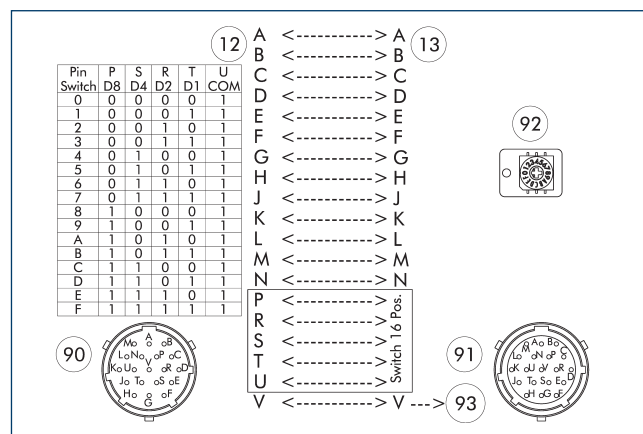 12
13
Pin P S R T U
Switch D8 D4 D2 D1 COM
0 0 0 0 0 1
1 0 0 0 1 1
2 0 0 1 0 1
3 0 0 1 1 1
4 0 1 0 0 1
5 0 1 0 1 1
6 0 1 1 0 1
7 0 1 1 1 1
8 1 0 0 0 1
9 1 0 0 1 1
A 1 0 1 0 1
B 1 0 1 1 1
C 1 1 0 0 1
D 1 1 0 1 1
E 1 1 1 0 1
F 1 1 1 1 1
A <-----------> A
B <-----------> B
C <-----------> C
D <-----------> D
E <-----------> E
F <-----------> F
G <-----------> G
H <-----------> H
J <-----------> J
K <-----------> K
L <-----------> L
M <-----------> M
N <-----------> N
P <----------->
R <----------->
S <----------->
T <----------->
U <----------->
Switch 16 Pos.
V <-----------> V ---> 93
92
0123456789ABCDEF
90
M A B
L N P C
V
K U R D
J T S E
H F
G
91
M A B
L N P C
K U V R D
J T S E
H G F